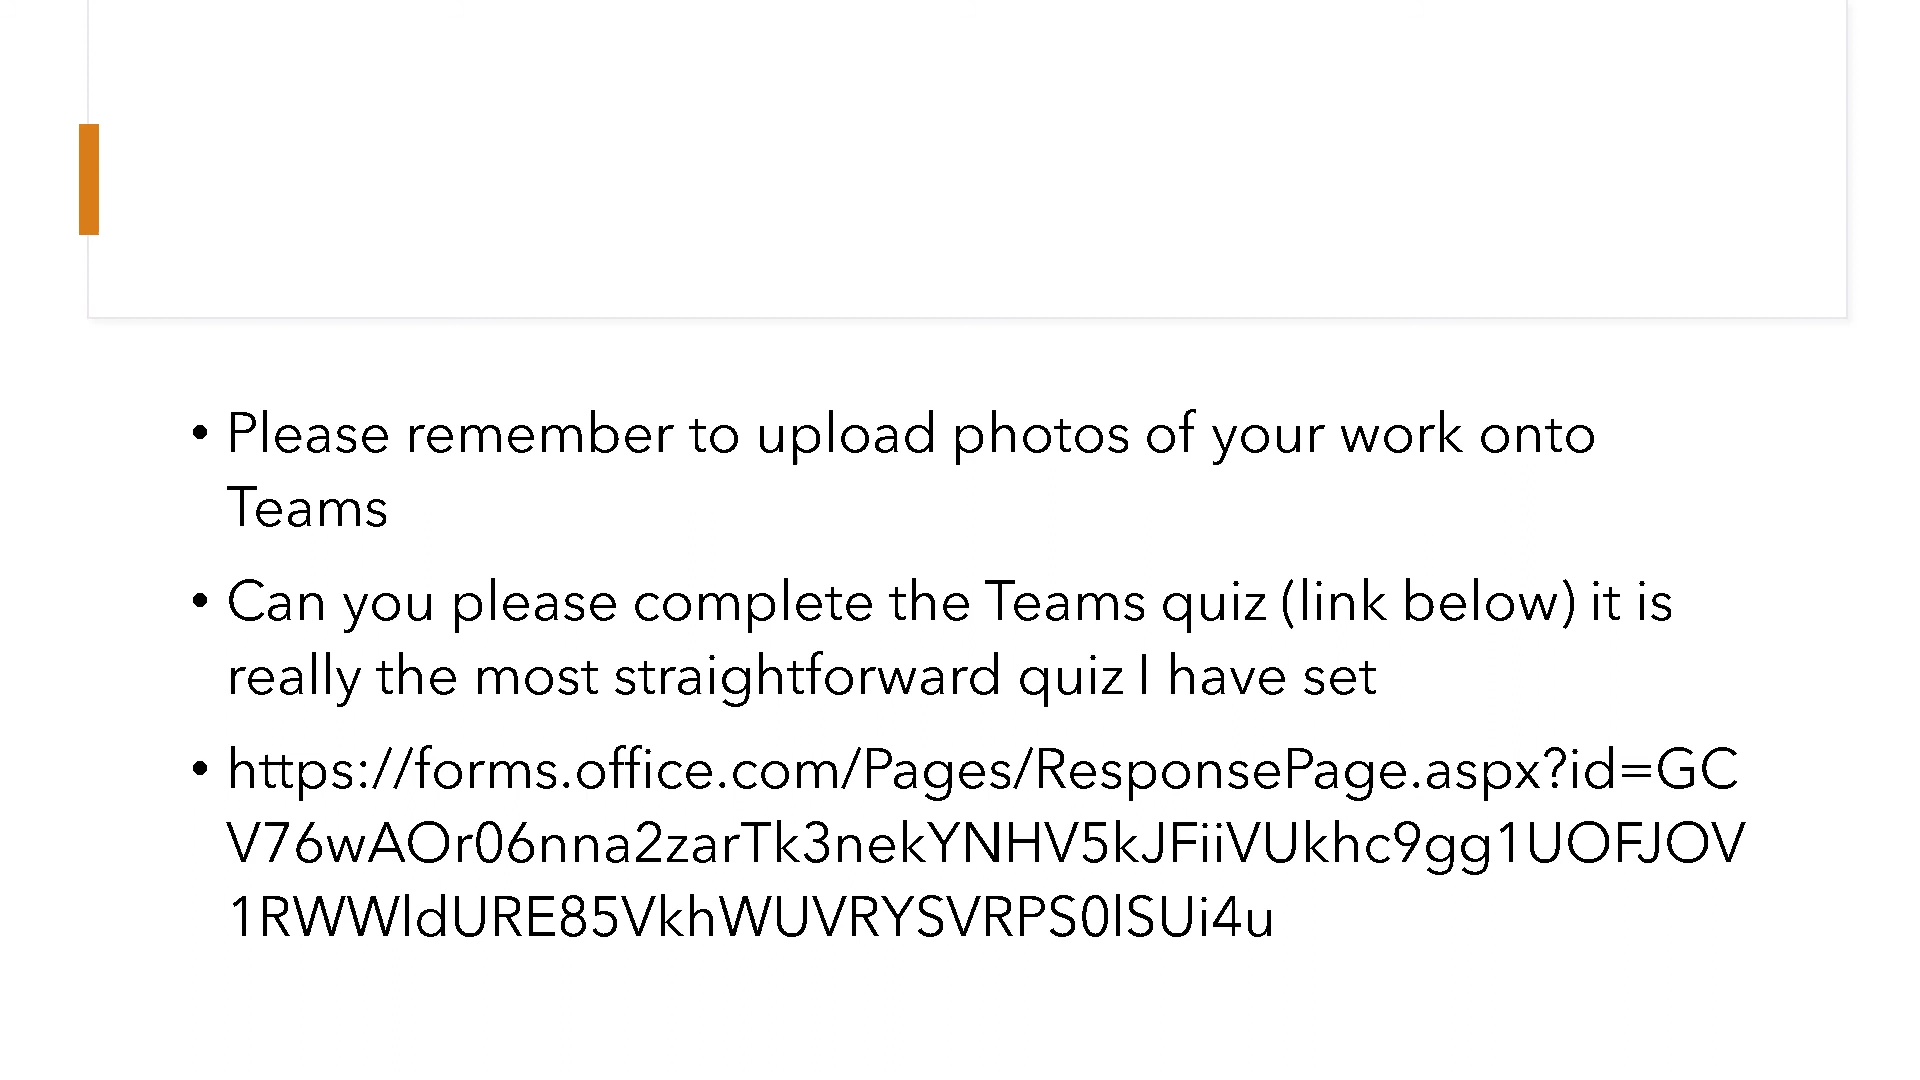 • Please remember to upload photos of your work onto
Teams
• Can you please complete the Teams quiz (link below) it is
really the most straightforward quiz I have set
• https://forms.office.com/Pages/ResponsePage.aspx?id=GC
V76wAOr06nna2zarTk3nekYNHV5kJFiiVUkhc9gg1UOFJOV
1RWWldURE85VkhWUVRYSVRPS0lSUi4u